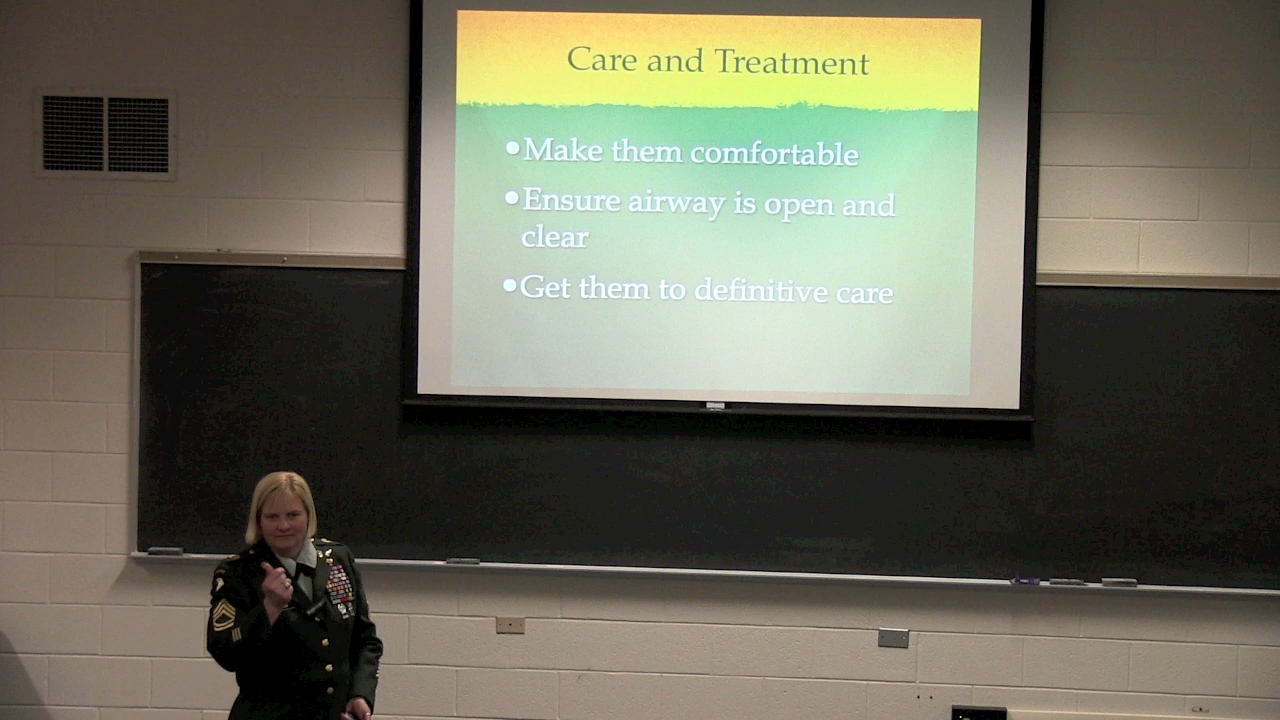 Care and Treatment
•Make them comfortable
•Ensure airway is open and
clear
•Get them to definitive care